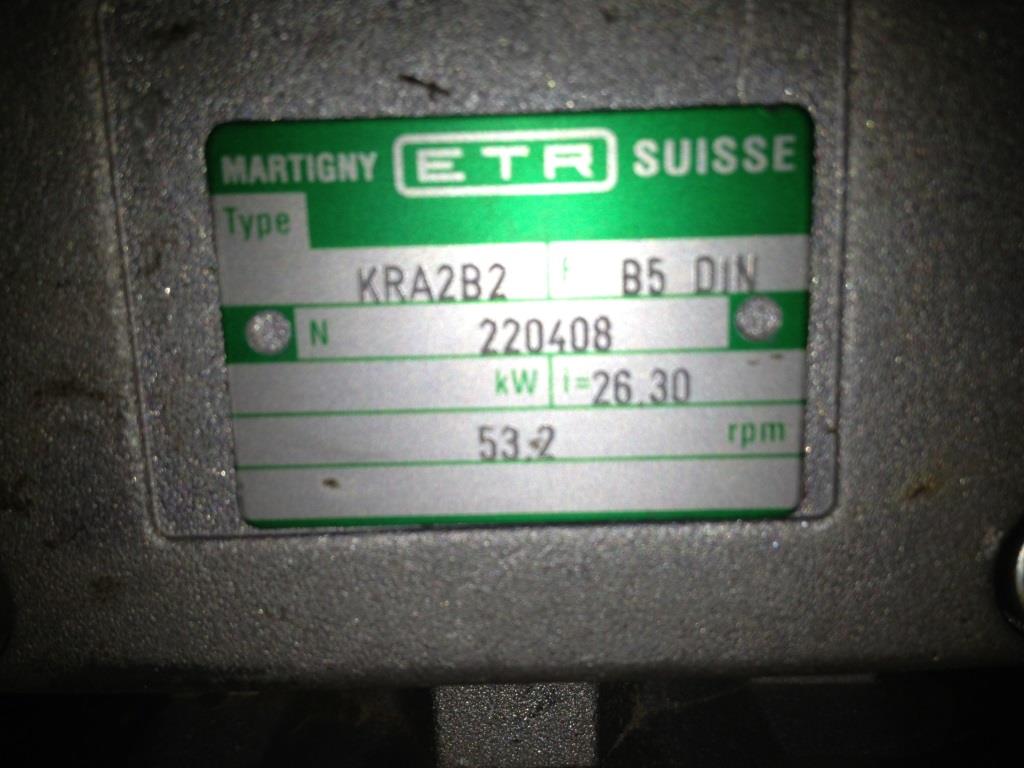 MARTIGNY ETR SUISSE
Type
KRA2B2 F B5 DIN
N 220408
kW i=26.30
53.2 rpm